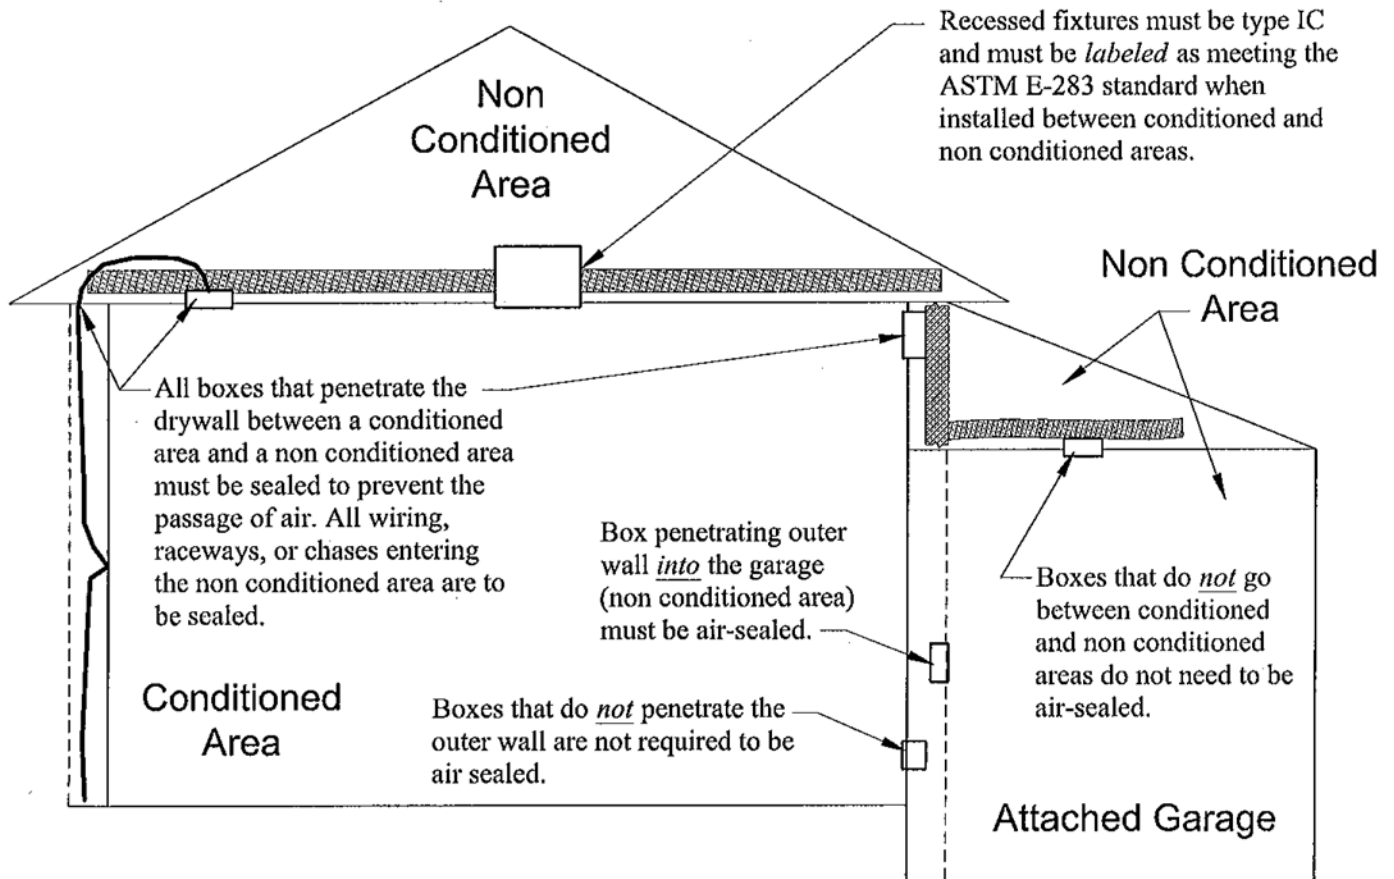 Recessed fixtures must be type IC
and must be labeled as meeting the
ASTM E-283 standard when
installed between conditioned and
non conditioned areas.
Non
Conditioned
Area
Non Conditioned
Area
All boxes that penetrate the
drywall between a conditioned
area and a non conditioned area
must be sealed to prevent the
passage of air. All wiring,
raceways, or chases entering
the non conditioned area are to
be sealed.
Box penetrating outer
wall into the garage
(non conditioned area)
must be air-sealed.
Boxes that do not go
between conditioned
and non conditioned
areas do not need to be
air-sealed.
Conditioned
Area
Boxes that do not penetrate the
outer wall are not required to be
air sealed.
Attached Garage